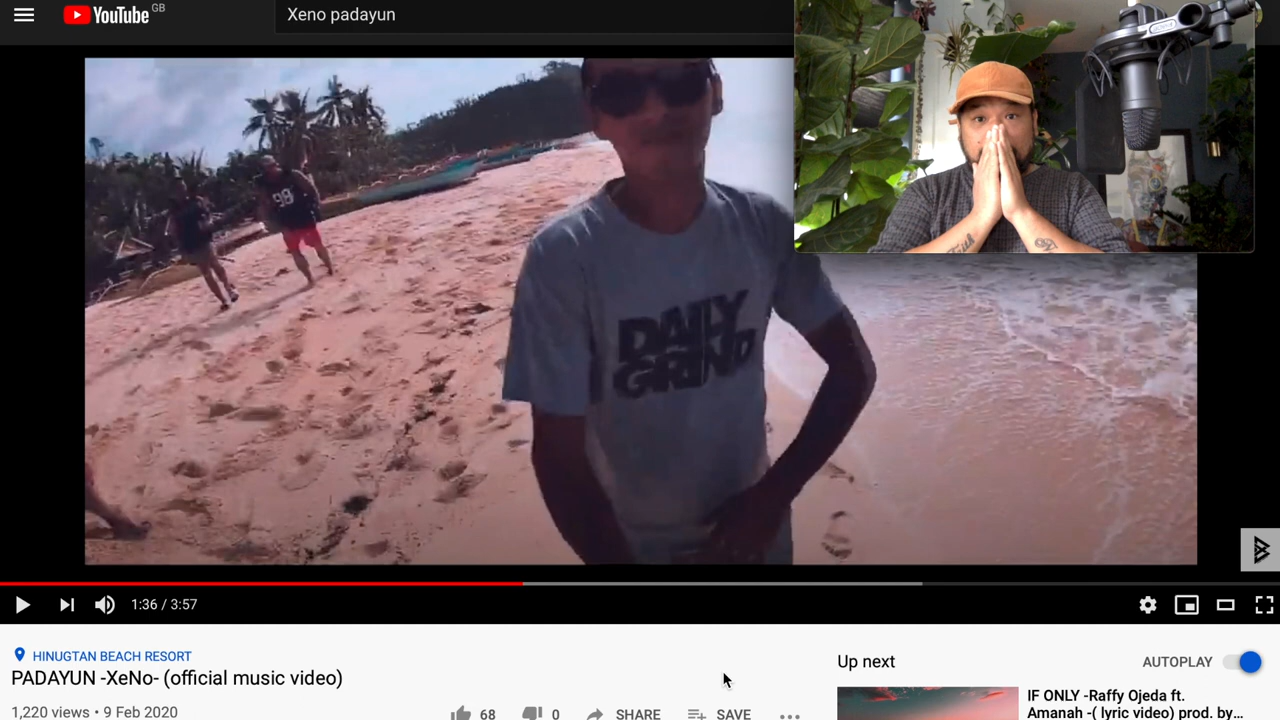 YouTube GB
Xeno padayun
98
DAILY
GRIND
Faith
1:36 / 3:57
HINUGTAN BEACH RESORT
PADAYUN -XeNo- (official music video)
1,220 views • 9 Feb 2020
68
0
SHARE
SAVE
Up next
AUTOPLAY
IF ONLY -Raffy Ojeda ft.
Amanah -( lyric video) prod. by...